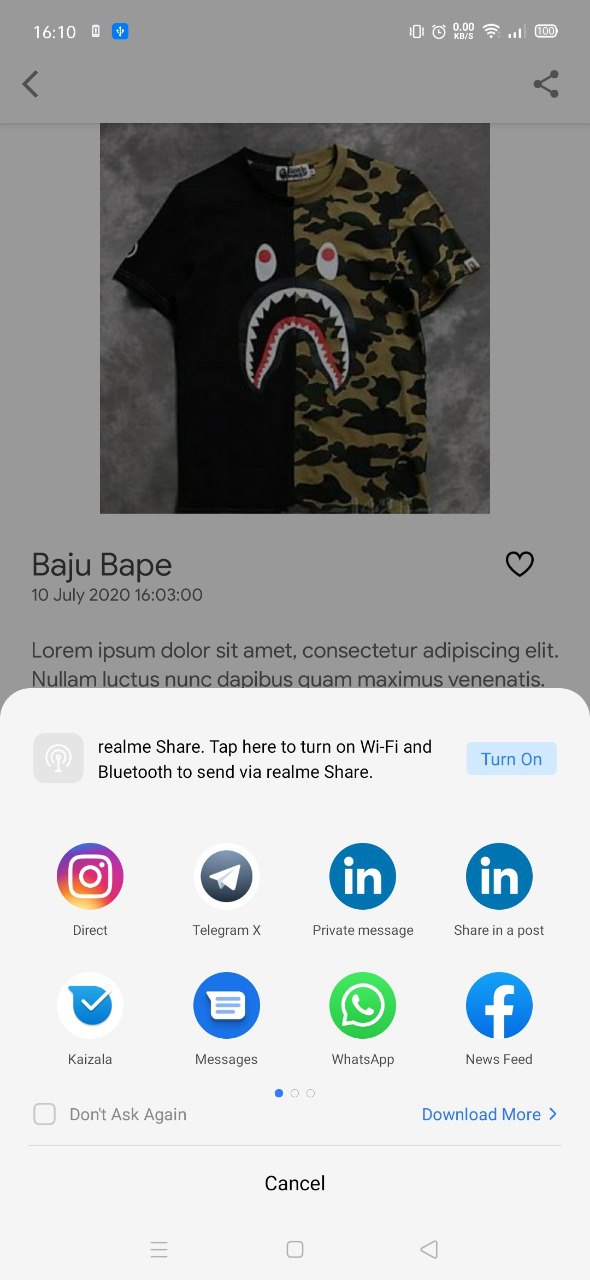 16:10
0.00
KB/S
100
Baju Bape
10 July 2020 16:03:00
Lorem ipsum dolor sit amet, consectetur adipiscing elit.
Nullam luctus nunc dapibus quam maximus venenatis.
realme Share. Tap here to turn on Wi-Fi and
Bluetooth to send via realme Share.
Turn On
in
in
Direct
Telegram X
Private message
Share in a post
Kaizala
Messages
WhatsApp
News Feed
Don't Ask Again
Download More
Cancel